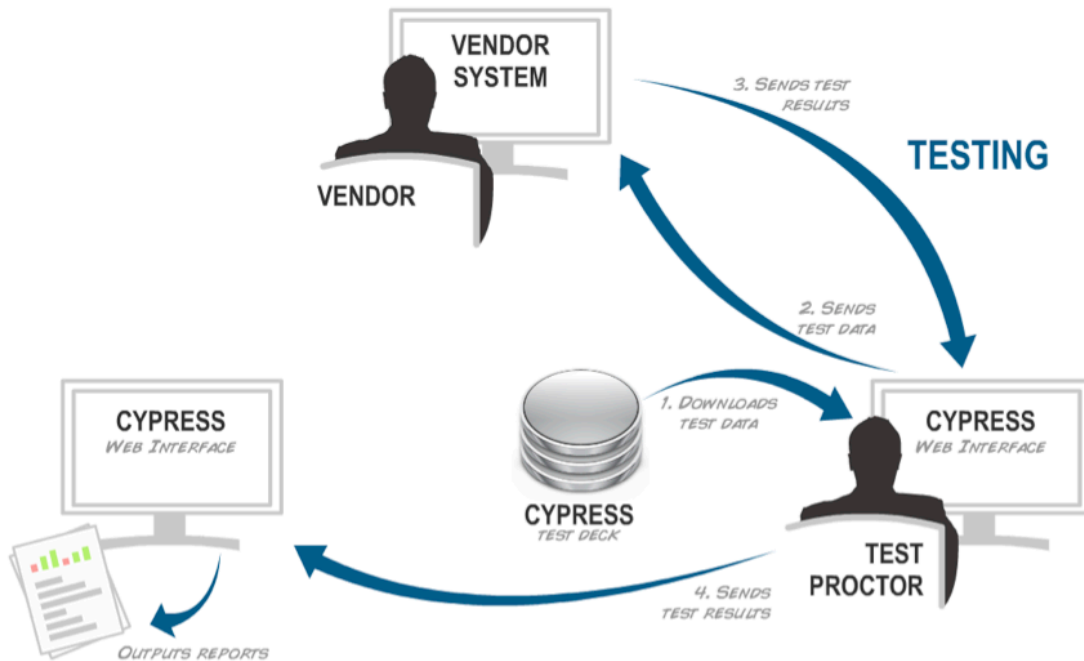 VENDOR
SYSTEM
VENDOR
3. SENDS TEST
RESULTS
TESTING
2. SENDS
TEST DATA
1. DOWNLOADS
TEST DATA
CYPRESS
WEB INTERFACE
CYPRESS
TEST DECK
CYPRESS
WEB INTERFACE
TEST
PROCTOR
4. SENDS
TEST RESULTS
OUTPUTS REPORTS